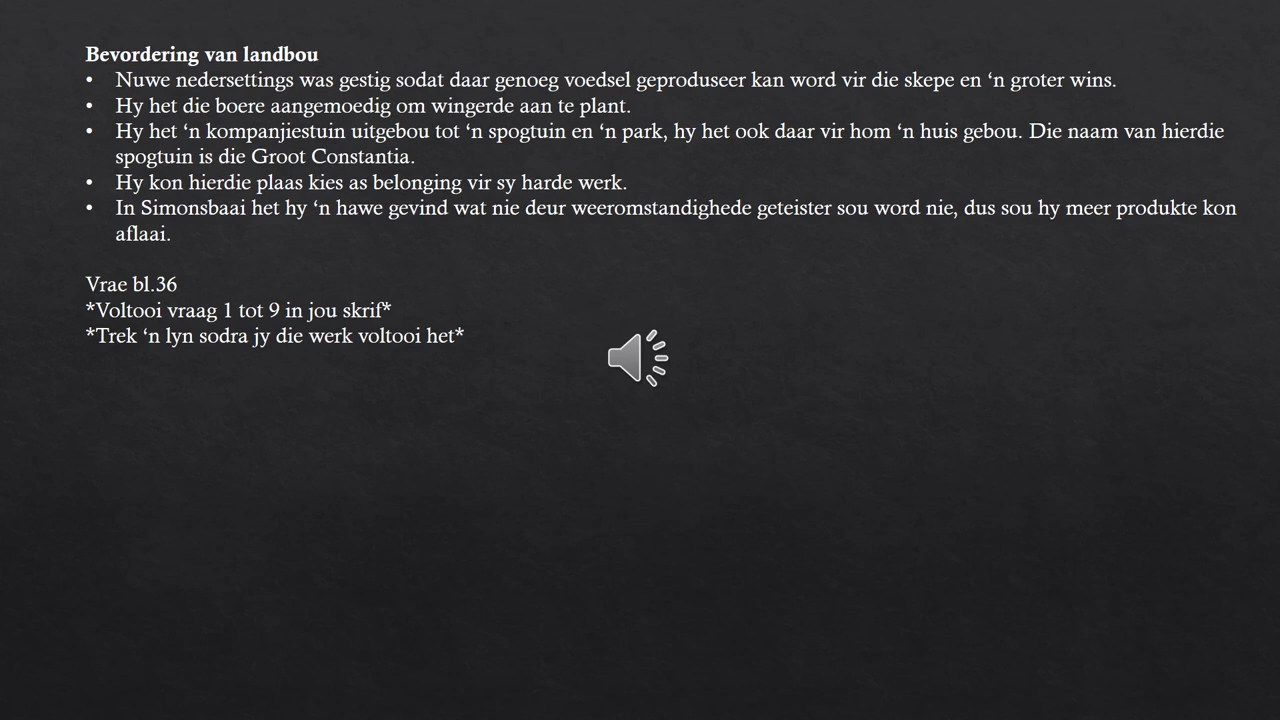 Bevordering van landbou
• Nuwe nedersettings was gestig sodat daar genoeg voedsel geproduseer kan word vir die skepe en ‘n groter wins.
• Hy het die boere aangemoedig om wingerde aan te plant.
• Hy het ‘n kompanjiestuin uitgebou tot ‘n spogtuin en ‘n park, hy het ook daar vir hom ‘n huis gebou. Die naam van hierdie
spogtuin is die Groot Constantia.
• Hy kon hierdie plaas kies as belonging vir sy harde werk.
• In Simonsbaai het hy ‘n hawe gevind wat nie deur weeromstandighede geteister sou word nie, dus sou hy meer produkte kon
aflaai.
Vrae bl.36
*Voltooi vraag 1 tot 9 in jou skrif*
*Trek ‘n lyn sodra jy die werk voltooi het*